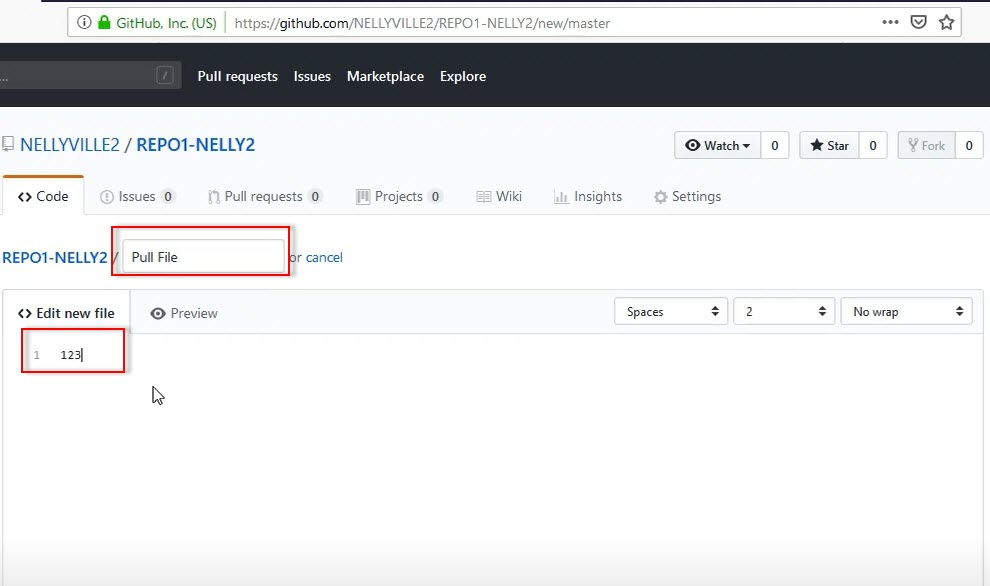 GitHub, Inc. (US) https://github.com/NELLYVILLE2/REPO1-NELLY2/new/master
... / Pull requests Issues Marketplace Explore
NELLYVILLE2 / REPO1-NELLY2 Watch 0 Star 0 Fork 0
Code Issues 0 Pull requests 0 Projects 0 Wiki Insights Settings
REPO1-NELLY2 / Pull File or cancel
<> Edit new file Preview Spaces 2 No wrap
1 123